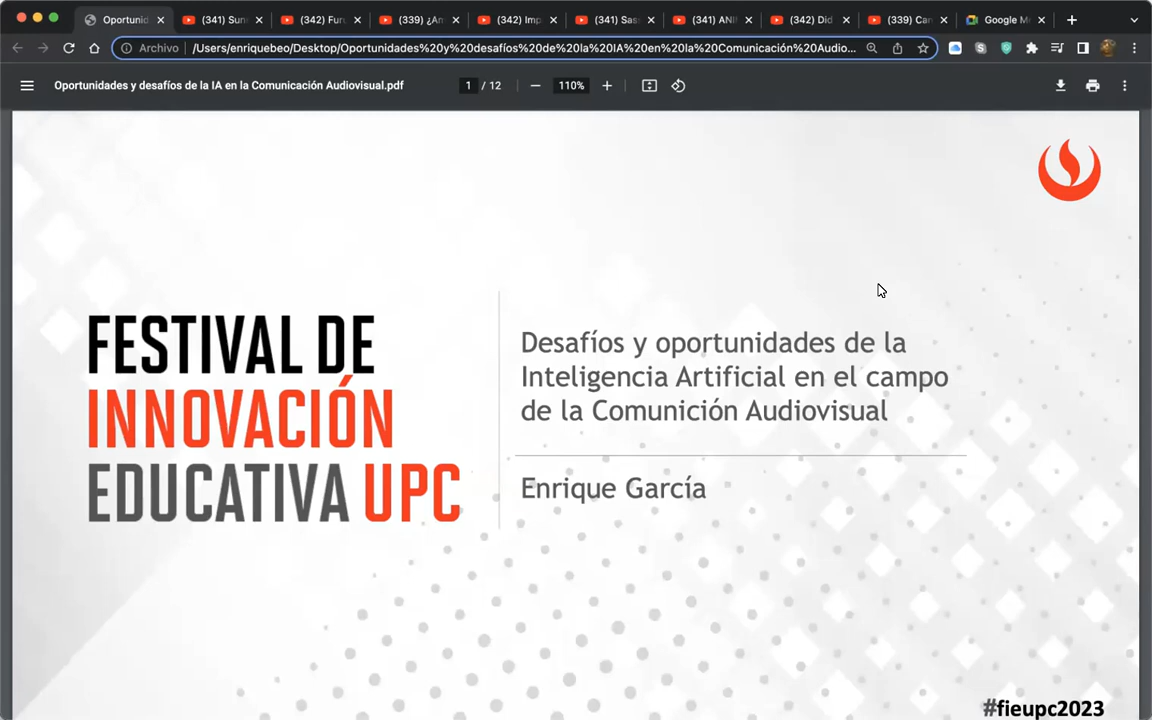 Oportunid
(341) Sun
(342) Fur
(339) ¿Ar
(342) Imp
(341) Sas
(341) ANI
(342) Did
(339) Car
Google M
Archivo
/Users/enriquebeo/Desktop/Oportunidades%20y%20desafíos%20de%20la%20IA%20en%20la%20Comunicación%20Audio...
Oportunidades y desafíos de la IA en la Comunicación Audiovisual.pdf
1 / 12
110%
FESTIVAL DE
INNOVACIÓN
EDUCATIVA UPC
Desafíos y oportunidades de la
Inteligencia Artificial en el campo
de la Comunición Audiovisual
Enrique García
#fieupc2023